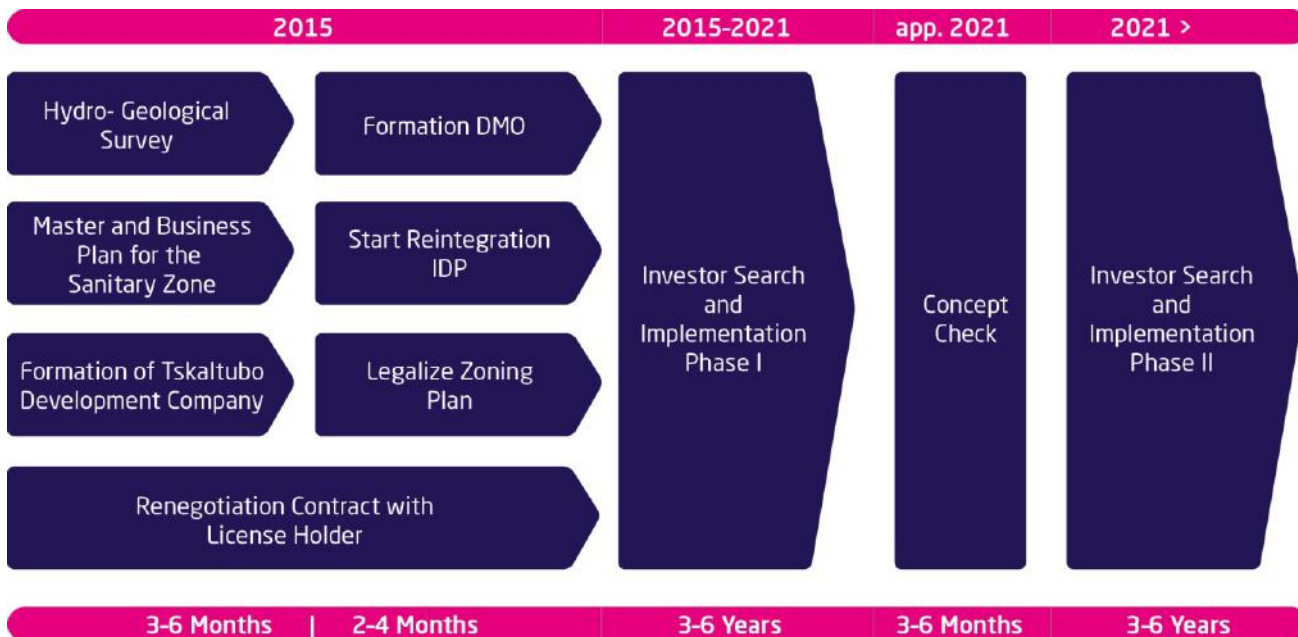 2015
2015-2021
app. 2021
2021 >
Hydro- Geological
Survey
Formation DMO
Master and Business
Plan for the
Sanitary Zone
Start Reintegration
IDP
Formation of Tskaltubo
Development Company
Legalize Zoning
Plan
Renegotiation Contract with
License Holder
Investor Search
and
Implementation
Phase I
Concept
Check
Investor Search
and
Implementation
Phase II
3-6 Months | 2-4 Months
3-6 Years
3-6 Months
3-6 Years